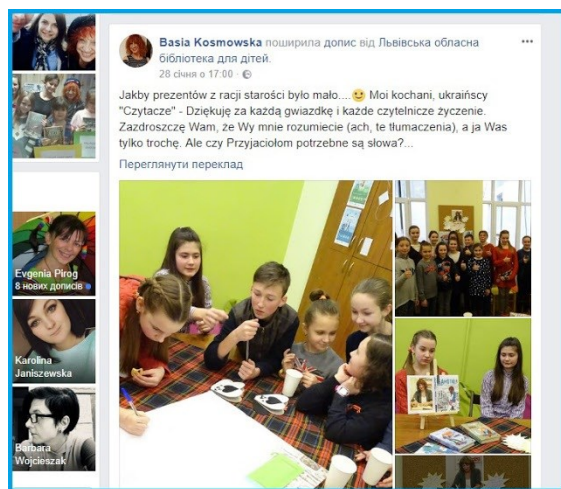 Basia Kosmowska поширила допис від Львівська обласна
бібліотека для дітей.
28 січня о 17:00 ·
Jakby prezentów z racji starości było mało....😉 Moi kochani, ukraińscy
"Czytacze" - Dziękuję za każdą gwiazdkę i każde czytelnicze życzenie.
Zazdroszczę Wam, że Wy mnie rozumiecie (ach, te tłumaczenia), a ja Was
tylko trochę. Ale czy Przyjaciołom potrzebne są słowa?...
Переглянути переклад
Evgenia Pirog
8 нових дописів
Karolina
Janiszewska
Barbara
Wojcieszak